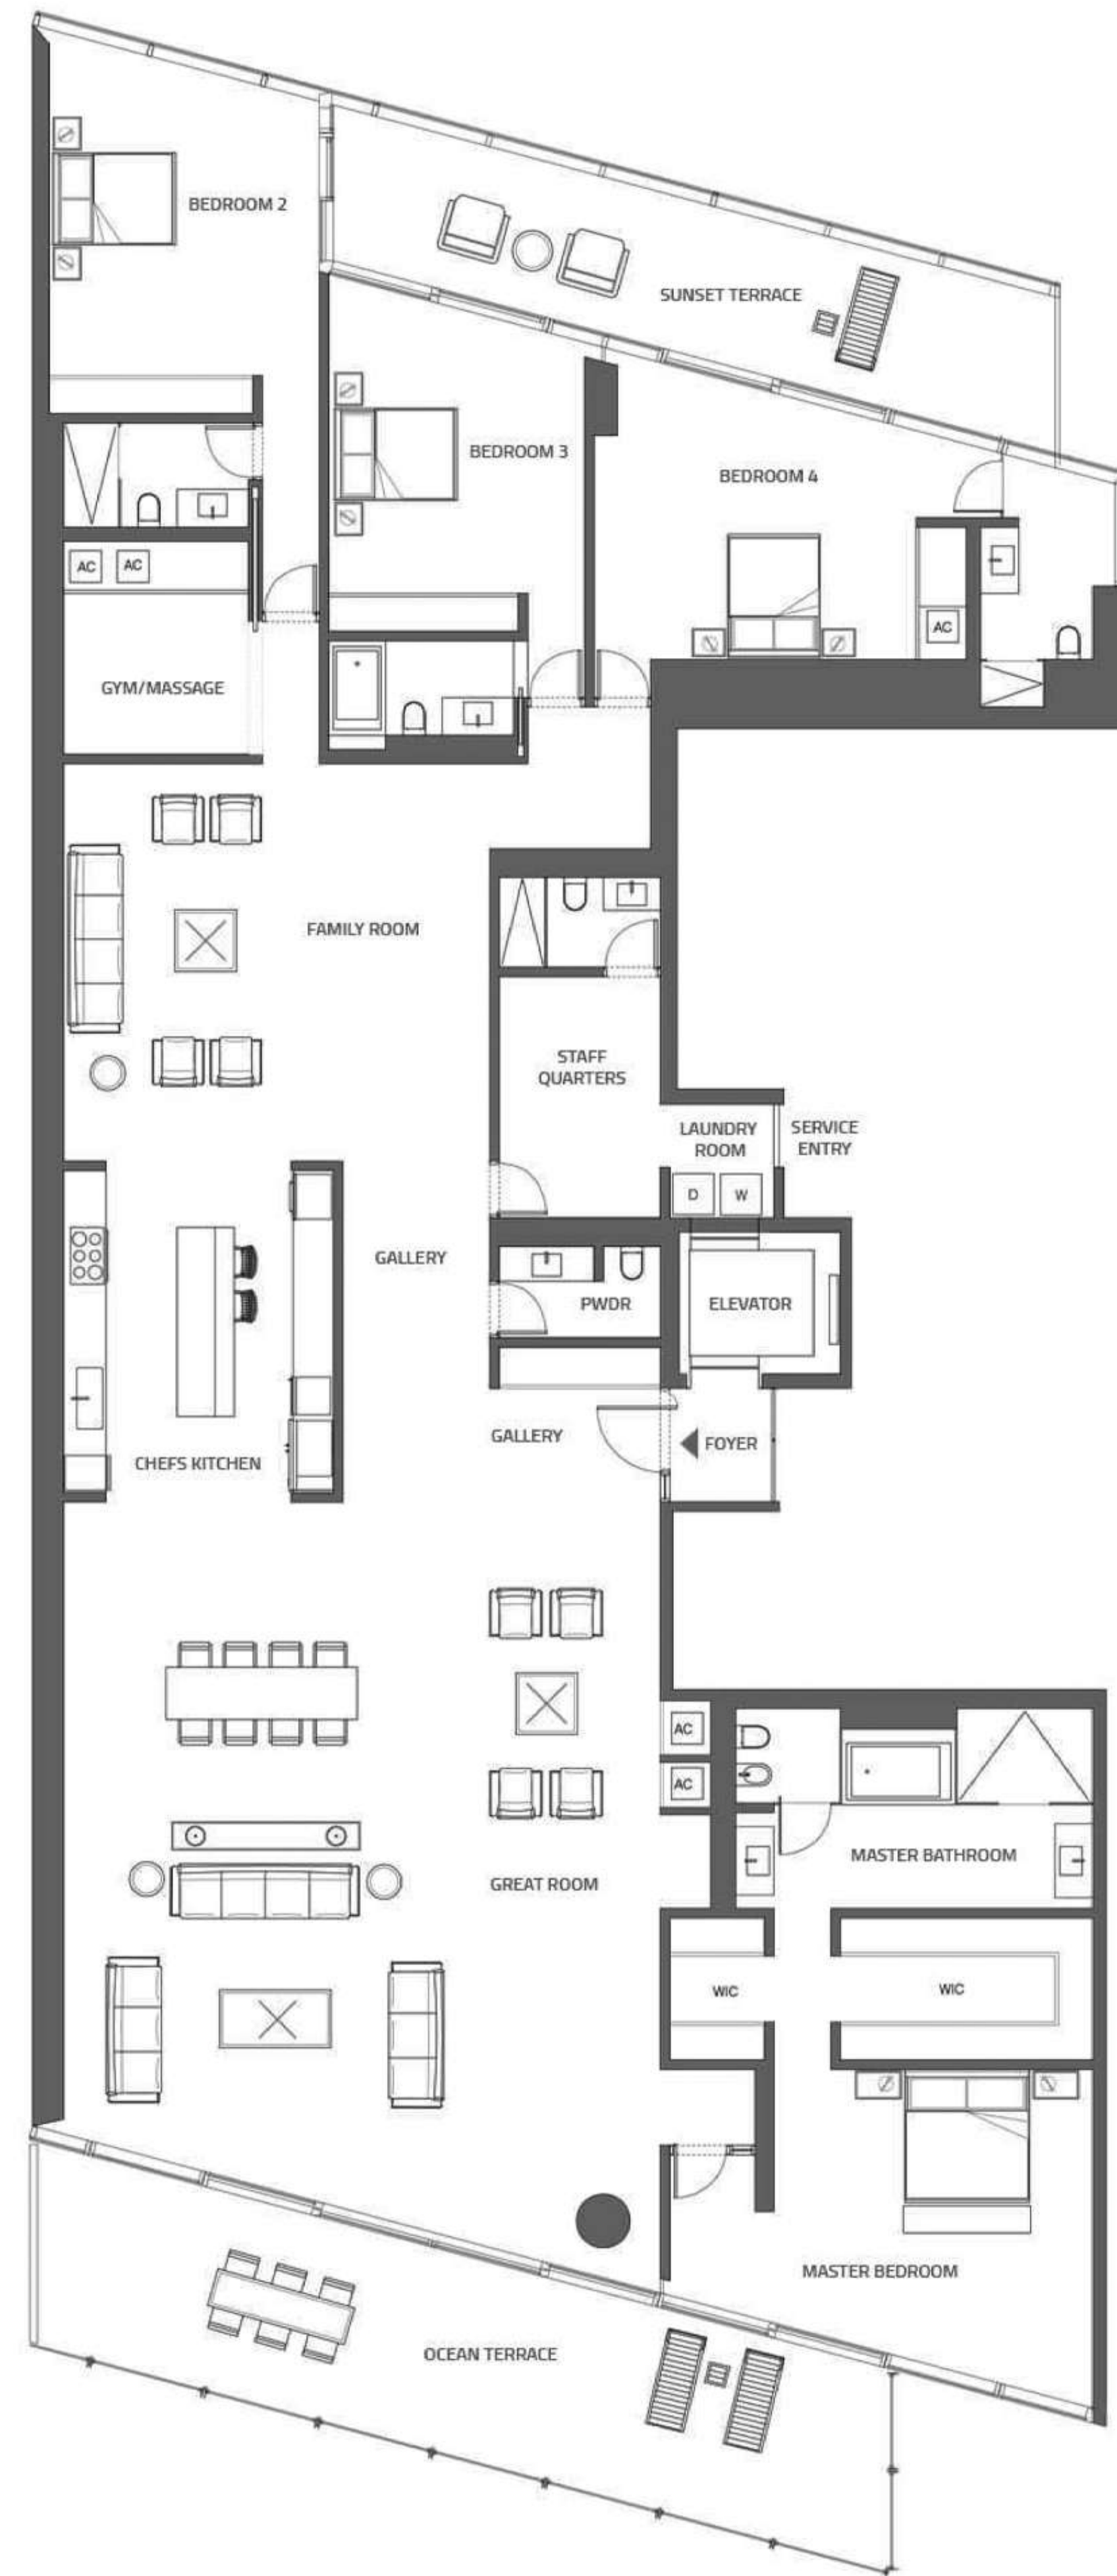 BEDROOM 2
SUNSET TERRACE
BEDROOM 3
BEDROOM 4
AC
AC
AC
GYM/MASSAGE
FAMILY ROOM
STAFF
QUARTERS
LAUNDRY
ROOM
SERVICE
ENTRY
D
W
GALLERY
PWDR
ELEVATOR
GALLERY
FOYER
CHEFS KITCHEN
AC
AC
MASTER BATHROOM
GREAT ROOM
WIC
WIC
MASTER BEDROOM
OCEAN TERRACE